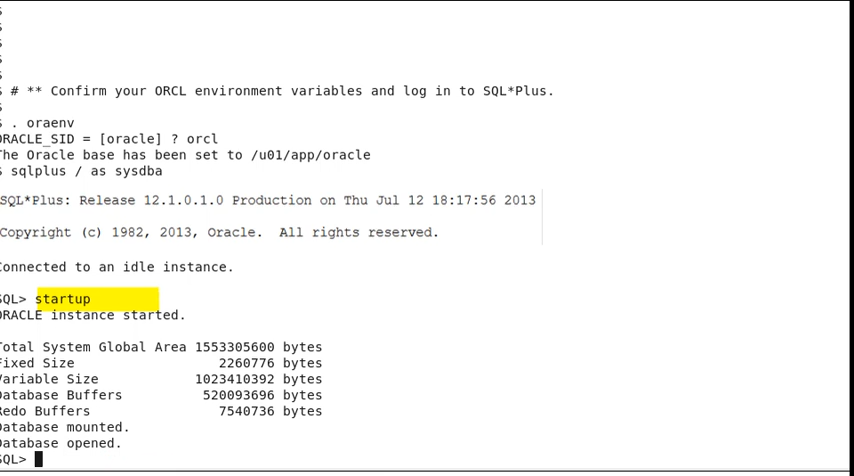 $
$
$
$
$
$ # ** Confirm your ORCL environment variables and log in to SQL*Plus.
$
$ . oraenv
ORACLE_SID = [oracle] ? orcl
The Oracle base has been set to /u01/app/oracle
$ sqlplus / as sysdba
SQL*Plus: Release 12.1.0.1.0 Production on Thu Jul 12 18:17:56 2013
Copyright (c) 1982, 2013, Oracle.  All rights reserved.
Connected to an idle instance.
SQL> startup
ORACLE instance started.
Total System Global Area 1553305600 bytes
Fixed Size                  2260776 bytes
Variable Size            1023410392 bytes
Database Buffers          520093696 bytes
Redo Buffers                7540736 bytes
Database mounted.
Database opened.
SQL>